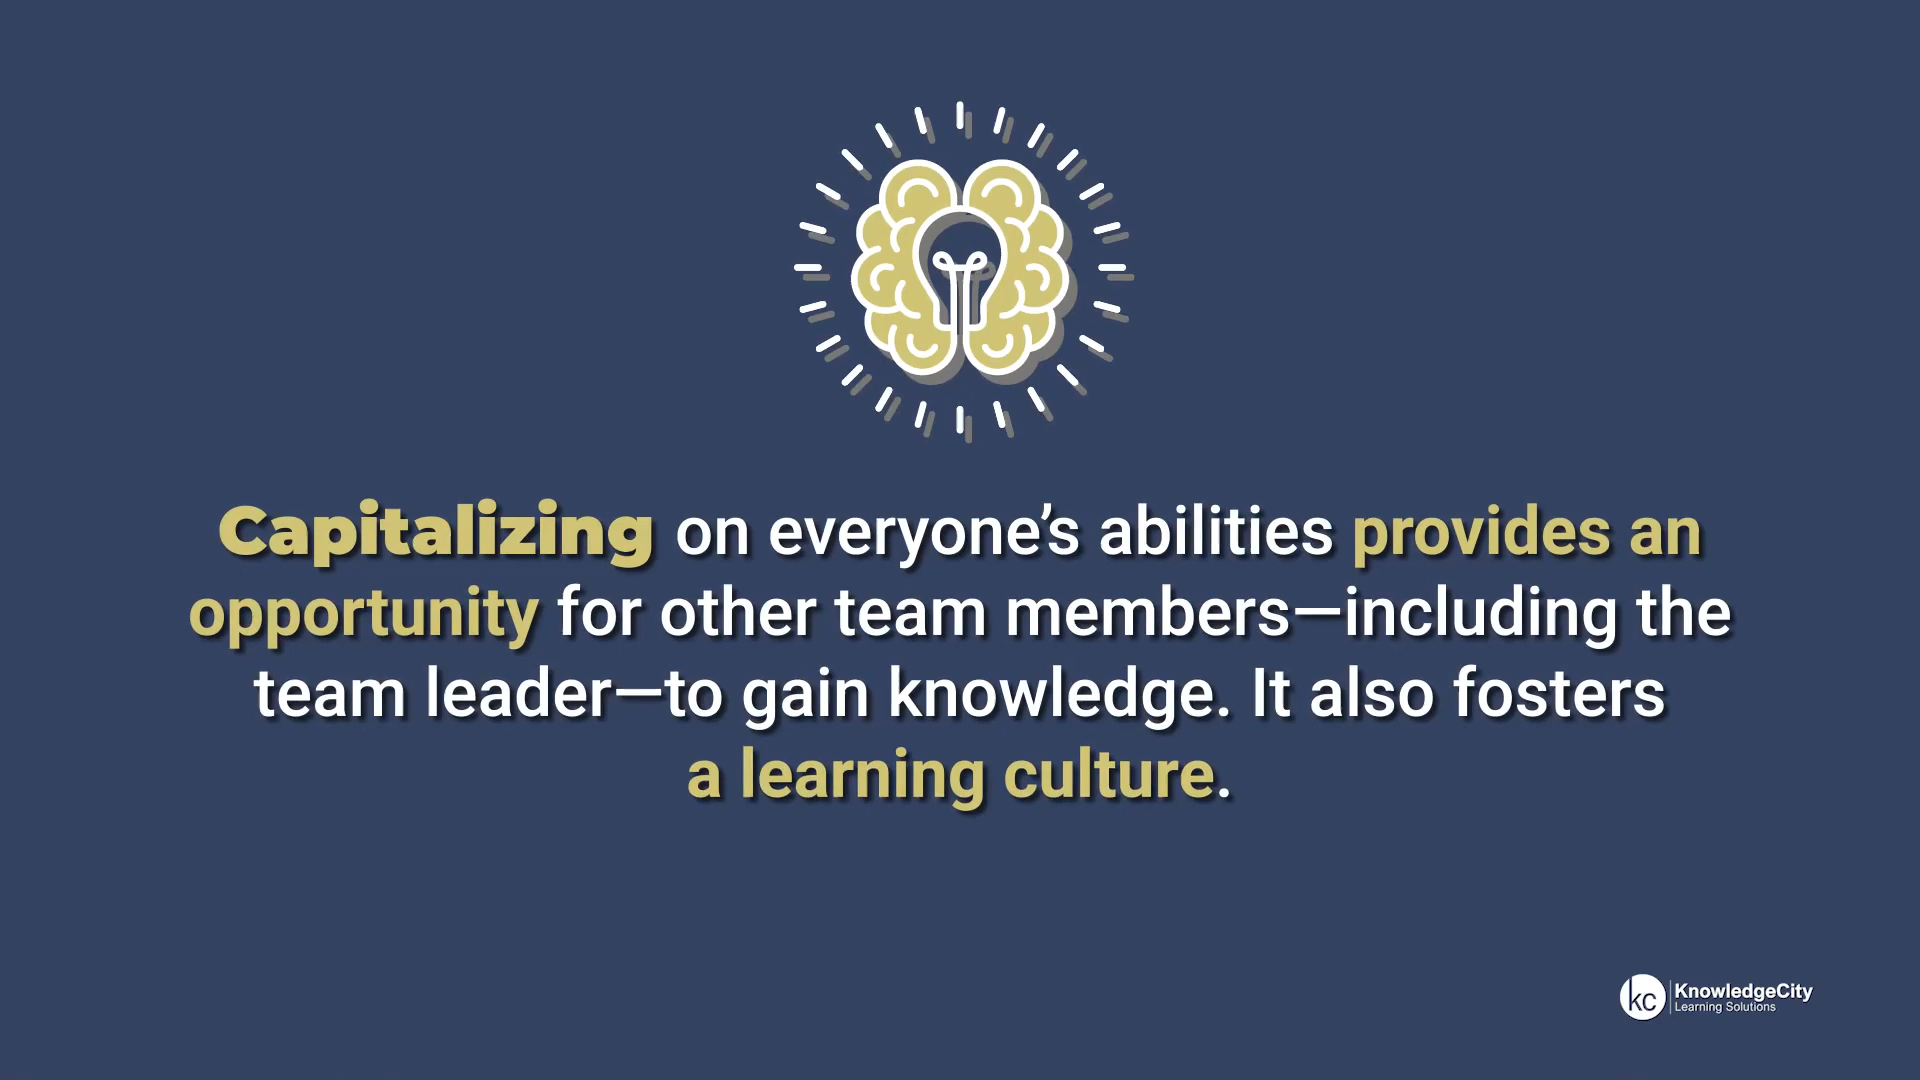 Capitalizing on everyone’s abilities provides an
opportunity for other team members—including the
team leader—to gain knowledge. It also fosters
a learning culture.
kc KnowledgeCity
Learning Solutions